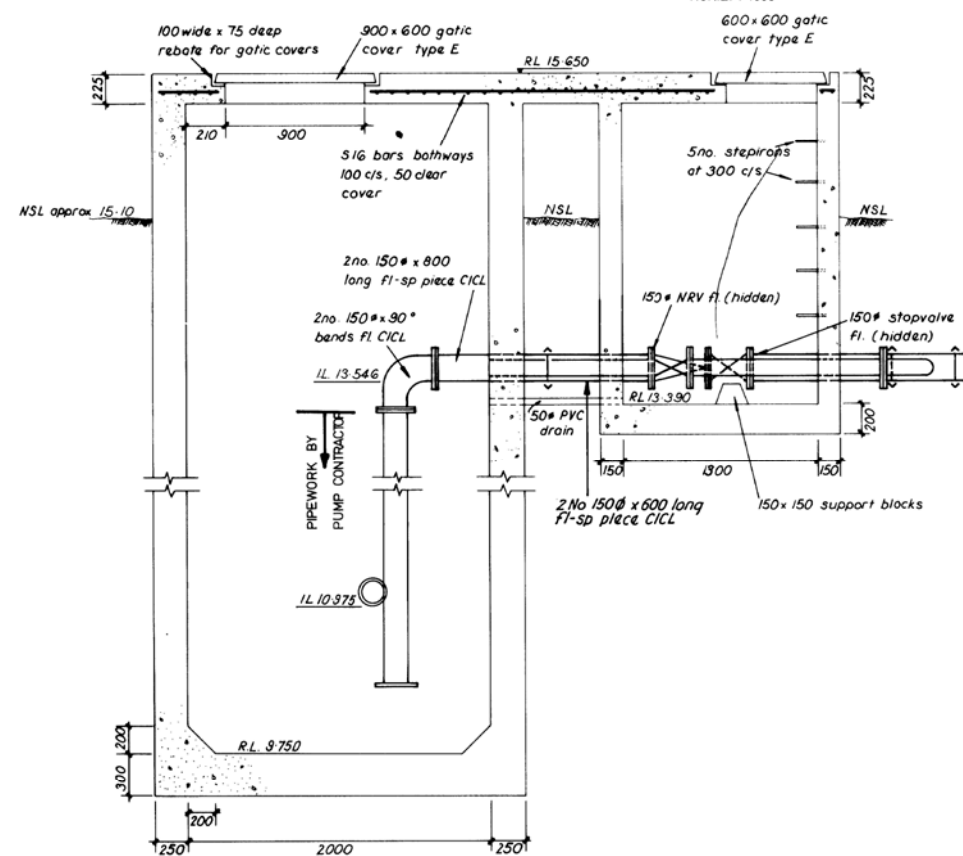 100 wide x 75 deep
rebate for gatic covers
900 x 600 gatic
cover type E
600 x 600 gatic
cover type E
RL 15.650
225
225
210
900
S16 bars bothways
100 c/s, 50 clear
cover
5no. stepirons
at 300 c/s
NSL approx 15.10
NSL
NSL
2no. 150ø x 800
long fl-sp piece CICL
150ø NRV fl. (hidden)
2no. 150ø x 90°
bends fl. CICL
150ø stopvalve
fl. (hidden)
IL. 13.546
RL 13.390
50ø PVC
drain
200
PIPEWORK BY
PUMP CONTRACTOR
150
1300
150
2 No 150Ø x 600 long
fl-sp piece CICL
150 x 150 support blocks
IL 10.975
200
R.L. 9.750
300
200
250
2000
250